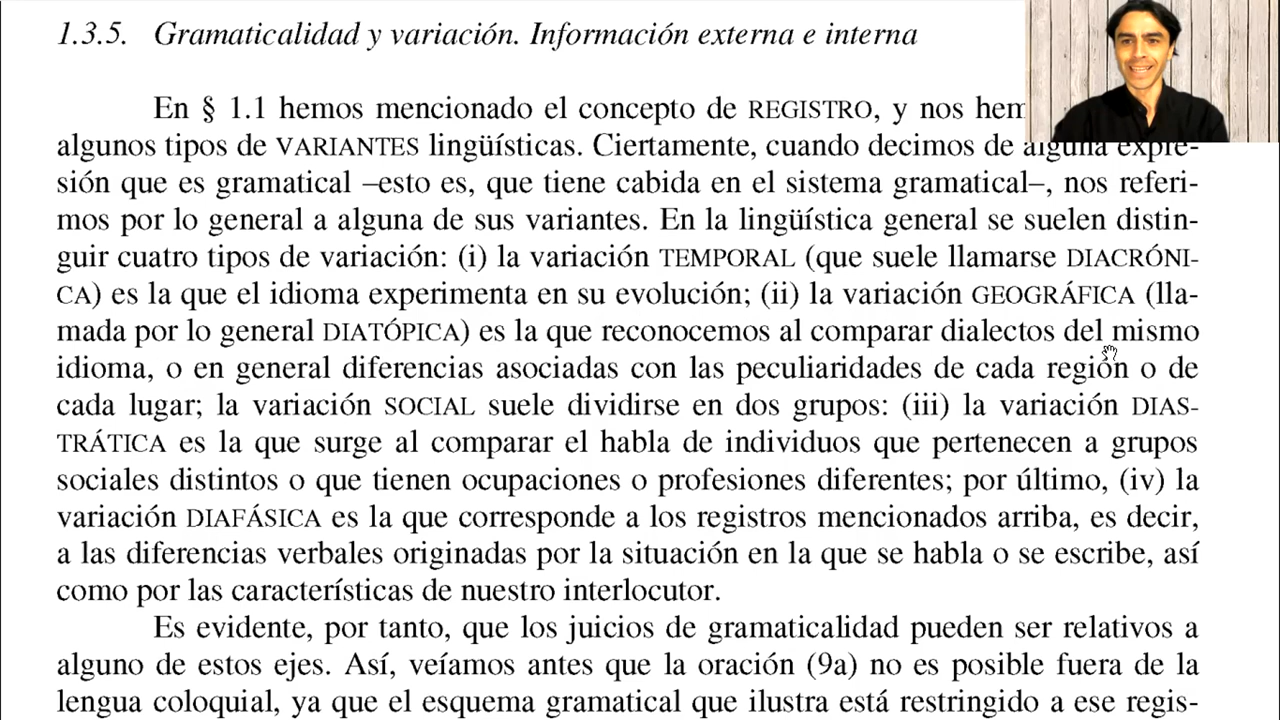 1.3.5. Gramaticalidad y variación. Información externa e interna
En § 1.1 hemos mencionado el concepto de REGISTRO, y nos hem
algunos tipos de VARIANTES lingüísticas. Ciertamente, cuando decimos de alguna expre-
sión que es gramatical –esto es, que tiene cabida en el sistema gramatical–, nos referi-
mos por lo general a alguna de sus variantes. En la lingüística general se suelen distin-
guir cuatro tipos de variación: (i) la variación TEMPORAL (que suele llamarse DIACRÓNI-
CA) es la que el idioma experimenta en su evolución; (ii) la variación GEOGRÁFICA (lla-
mada por lo general DIATÓPICA) es la que reconocemos al comparar dialectos del mismo
idioma, o en general diferencias asociadas con las peculiaridades de cada región o de
cada lugar; la variación SOCIAL suele dividirse en dos grupos: (iii) la variación DIAS-
TRÁTICA es la que surge al comparar el habla de individuos que pertenecen a grupos
sociales distintos o que tienen ocupaciones o profesiones diferentes; por último, (iv) la
variación DIAFÁSICA es la que corresponde a los registros mencionados arriba, es decir,
a las diferencias verbales originadas por la situación en la que se habla o se escribe, así
como por las características de nuestro interlocutor.
Es evidente, por tanto, que los juicios de gramaticalidad pueden ser relativos a
alguno de estos ejes. Así, veíamos antes que la oración (9a) no es posible fuera de la
lengua coloquial, ya que el esquema gramatical que ilustra está restringido a ese regis-